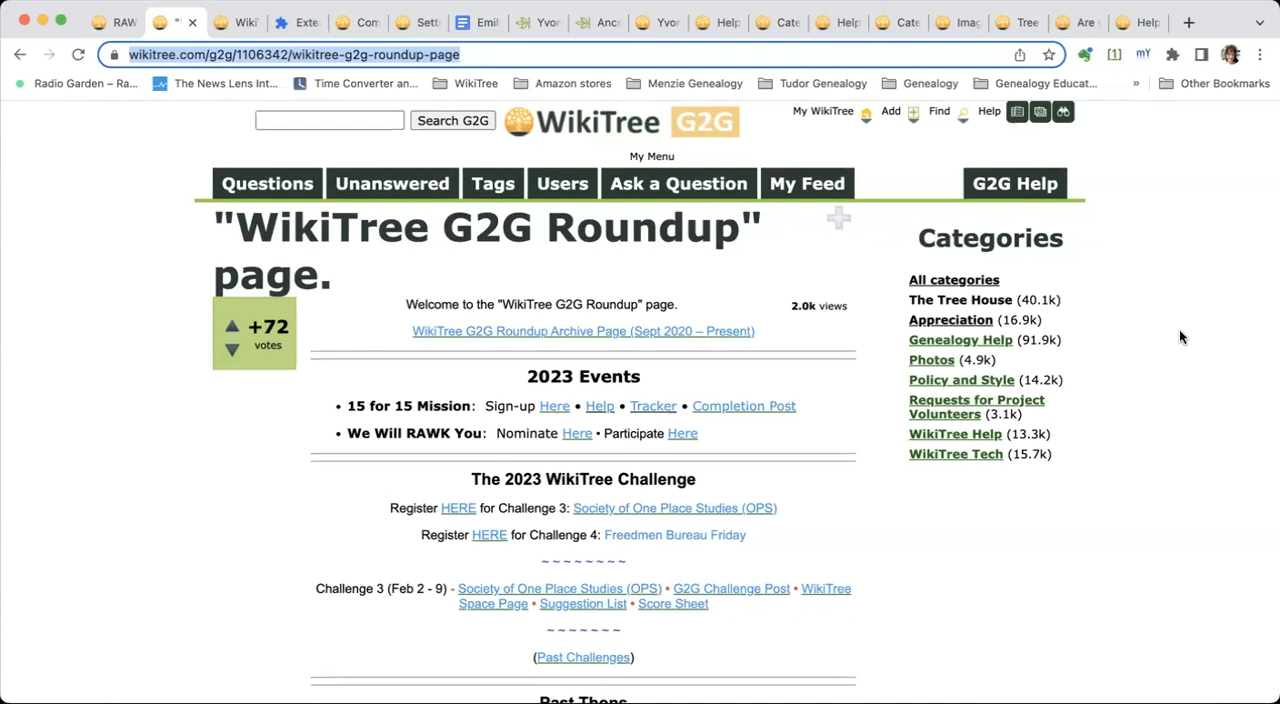 RAW
"
Wiki
Exte
Com
Sett
Emil
Yvor
Anc
Yvor
Help
Cate
Help
Cate
Imag
Tree
Are
Help
wikitree.com/g2g/1106342/wikitree-g2g-roundup-page
[1]
mY
Radio Garden – Ra...
The News Lens Int...
Time Converter an...
WikiTree
Amazon stores
Menzie Genealogy
Tudor Genealogy
Genealogy
Genealogy Educat...
»
Other Bookmarks
Search G2G
WikiTree G2G
My WikiTree
Add
Find
Help
My Menu
Questions
Unanswered
Tags
Users
Ask a Question
My Feed
G2G Help
"WikiTree G2G Roundup"
page.
+72
votes
Welcome to the "WikiTree G2G Roundup" page.
2.0k views
WikiTree G2G Roundup Archive Page (Sept 2020 – Present)
2023 Events
• 15 for 15 Mission: Sign-up Here • Help • Tracker • Completion Post
• We Will RAWK You: Nominate Here • Participate Here
The 2023 WikiTree Challenge
Register HERE for Challenge 3: Society of One Place Studies (OPS)
Register HERE for Challenge 4: Freedmen Bureau Friday
~ ~ ~ ~ ~ ~ ~ ~
Challenge 3 (Feb 2 - 9) - Society of One Place Studies (OPS) • G2G Challenge Post • WikiTree
Space Page • Suggestion List • Score Sheet
~ ~ ~ ~ ~ ~ ~
(Past Challenges)
Past Thons
Categories
All categories
The Tree House (40.1k)
Appreciation (16.9k)
Genealogy Help (91.9k)
Photos (4.9k)
Policy and Style (14.2k)
Requests for Project
Volunteers (3.1k)
WikiTree Help (13.3k)
WikiTree Tech (15.7k)